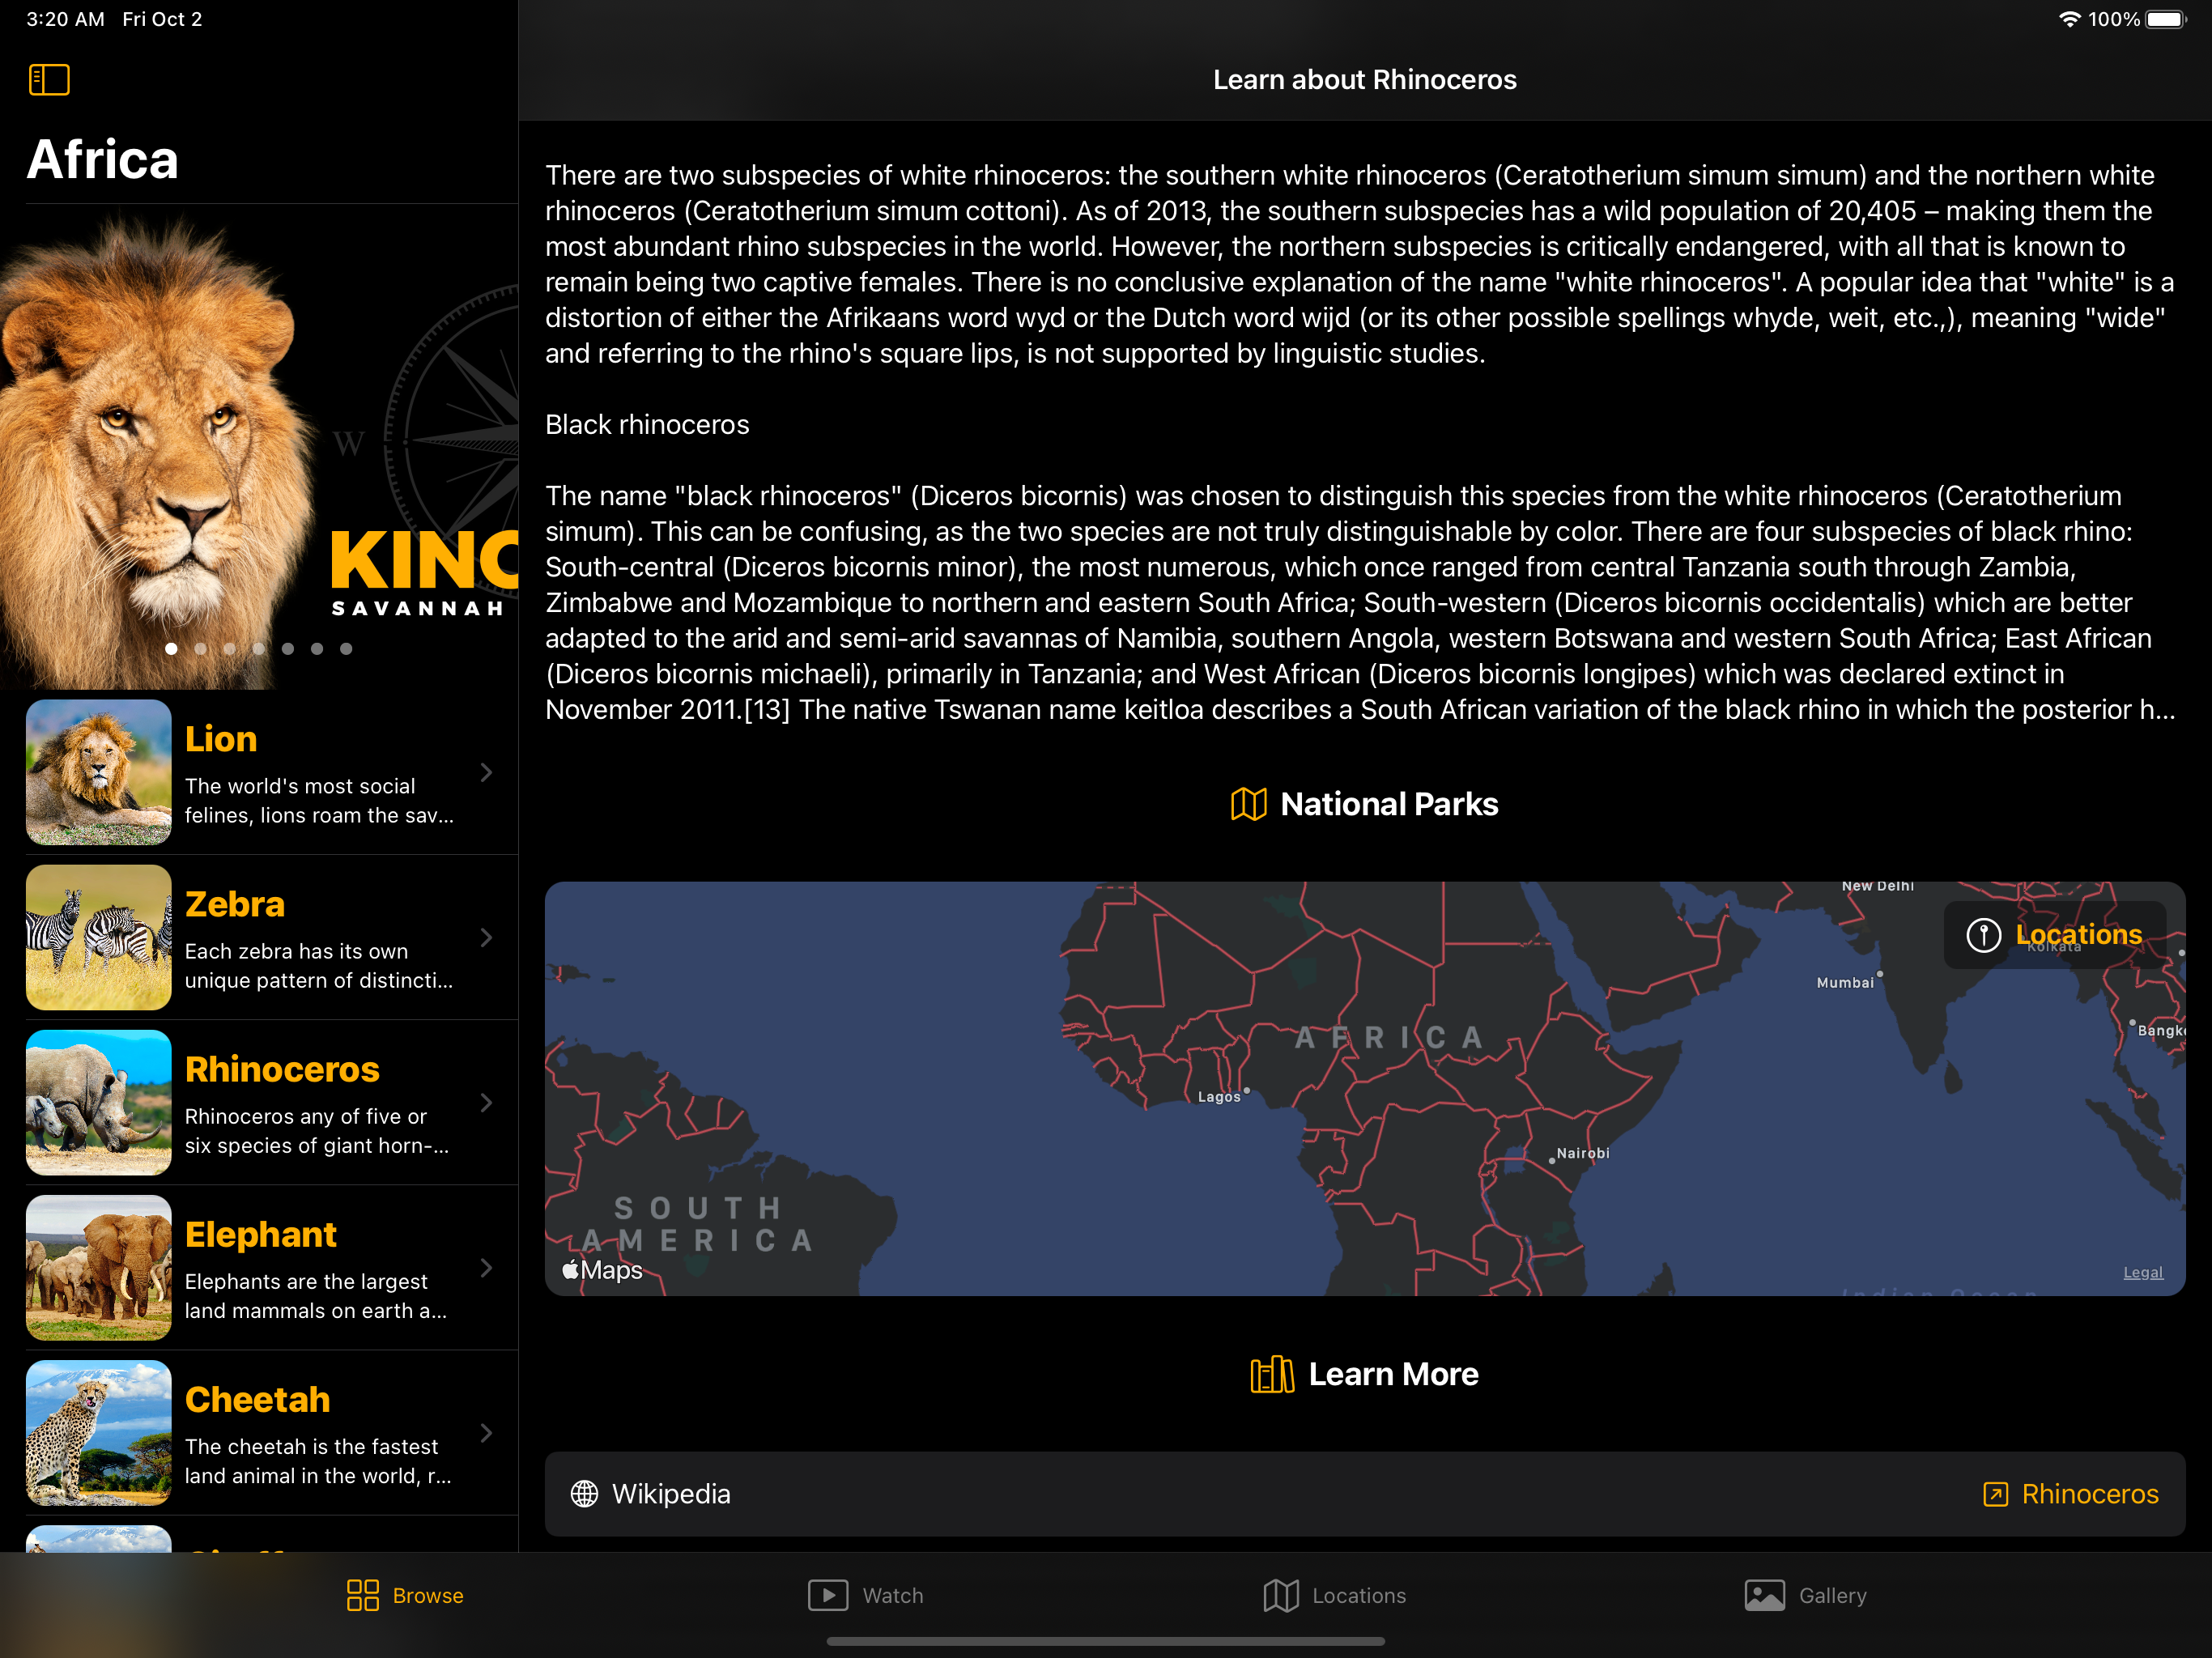 3:20 AM Fri Oct 2
100%
Africa
W
SAVANNAH
Lion
The world's most social
felines, lions roam the sav...
Zebra
Each zebra has its own
unique pattern of distincti...
Rhinoceros
Rhinoceros any of five or
six species of giant horn-...
Elephant
Elephants are the largest
land mammals on earth a...
Cheetah
The cheetah is the fastest
land animal in the world, r...
Learn about Rhinoceros
There are two subspecies of white rhinoceros: the southern white rhinoceros (Ceratotherium simum simum) and the northern white
rhinoceros (Ceratotherium simum cottoni). As of 2013, the southern subspecies has a wild population of 20,405 – making them the
most abundant rhino subspecies in the world. However, the northern subspecies is critically endangered, with all that is known to
remain being two captive females. There is no conclusive explanation of the name "white rhinoceros". A popular idea that "white" is a
distortion of either the Afrikaans word wyd or the Dutch word wijd (or its other possible spellings whyde, weit, etc.,), meaning "wide"
and referring to the rhino's square lips, is not supported by linguistic studies.
Black rhinoceros
The name "black rhinoceros" (Diceros bicornis) was chosen to distinguish this species from the white rhinoceros (Ceratotherium
simum). This can be confusing, as the two species are not truly distinguishable by color. There are four subspecies of black rhino:
South-central (Diceros bicornis minor), the most numerous, which once ranged from central Tanzania south through Zambia,
Zimbabwe and Mozambique to northern and eastern South Africa; South-western (Diceros bicornis occidentalis) which are better
adapted to the arid and semi-arid savannas of Namibia, southern Angola, western Botswana and western South Africa; East African
(Diceros bicornis michaeli), primarily in Tanzania; and West African (Diceros bicornis longipes) which was declared extinct in
November 2011.[13] The native Tswanan name keitloa describes a South African variation of the black rhino in which the posterior h...
National Parks
New Delhi
Locations
Kolkata
Mumbai
Bangk
AFRICA
Lagos
Nairobi
SOUTH
AMERICA
Maps
Legal
Indian Ocean
Learn More
Wikipedia
Rhinoceros
Browse
Watch
Locations
Gallery